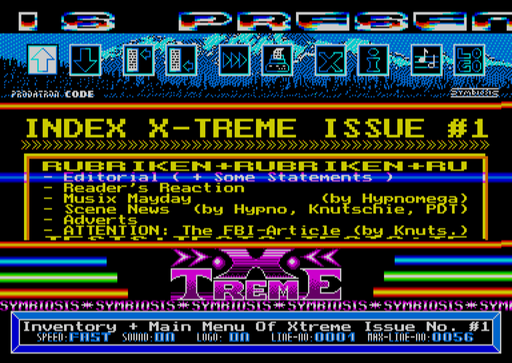 IS PRESEN
PRODATRON CODE
SYMBIOSIS
INDEX X-TREME ISSUE #1
RUBRIKEN+RUBRIKEN+RU
- Editorial ( + Some Statements )
- Reader's Reaction
- Musix Mayday (by Hypnomega)
- Scene News (by Hypno, Knutschie, PDT)
- Adverts
- ATTENTION: The FBI-Article (by Knuts.)
X
TREME
SYMBIOSIS*SYMBIOSIS*SYMBIOSIS*SYMBIOSIS*SYMBIOSIS
Inventory + Main Menu Of Xtreme Issue No. #1
SPEED:FAST SOUND:ON LOGO: ON LINE-NO:0001 MAX-LINE-NO:0056